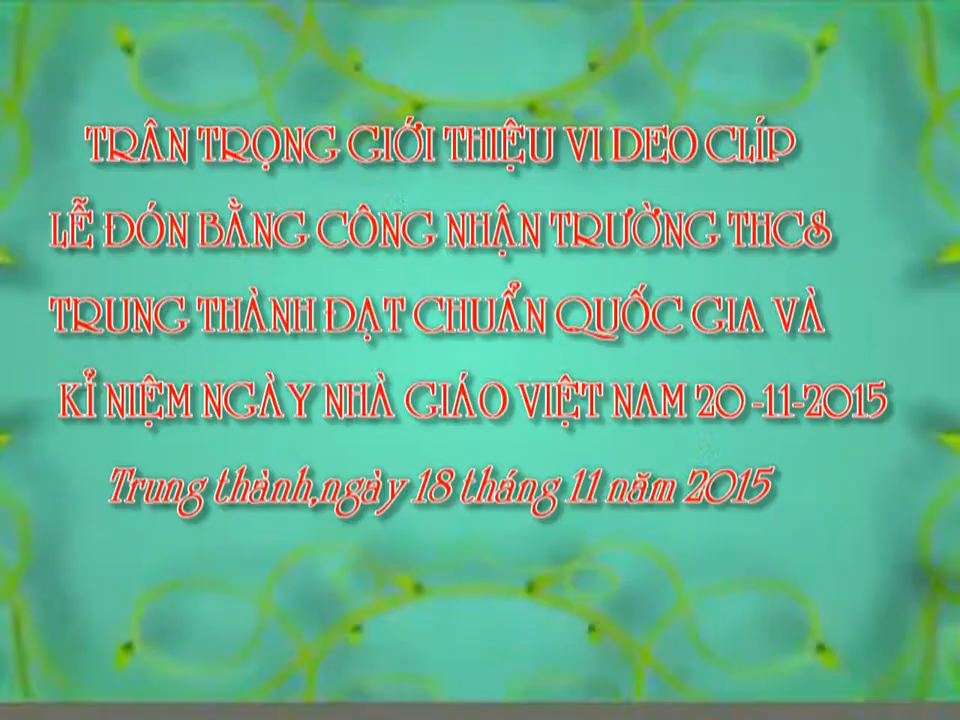 TRÂN TRỌNG GIỚI THIỆU VI DEO CLÍP
LỄ ĐÓN BẰNG CÔNG NHẬN TRƯỜNG THCS
TRUNG THÀNH ĐẠT CHUẨN QUỐC GIA VÀ
KỈ NIỆM NGÀY NHÀ GIÁO VIỆT NAM 20 -11-2015
Trung thành,ngày 18 tháng 11 năm 2015